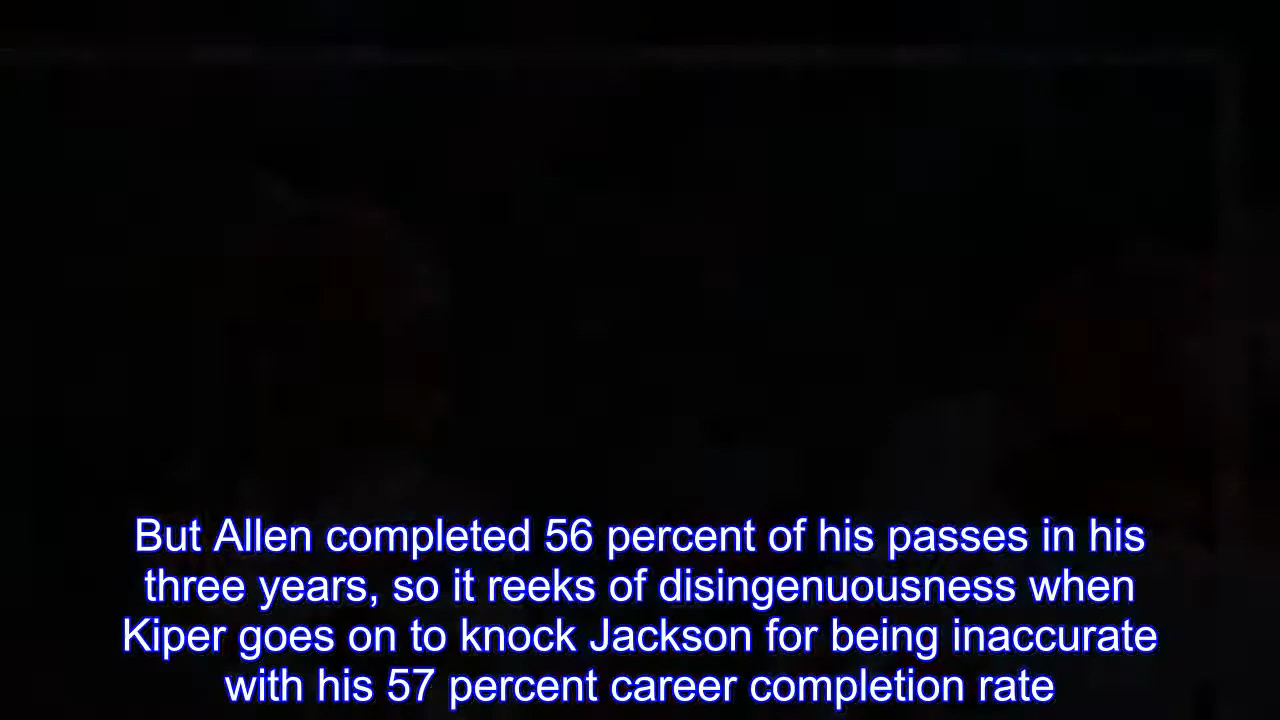 But Allen completed 56 percent of his passes in his
three years, so it reeks of disingenuousness when
Kiper goes on to knock Jackson for being inaccurate
with his 57 percent career completion rate